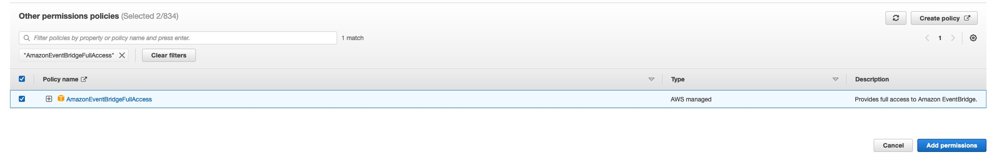 Other permissions policies (Selected 2/834)
Create policy
Filter policies by property or policy name and press enter.
1 match
1
"AmazonEventBridgeFullAccess"
Clear filters
Policy name
Type
Description
AmazonEventBridgeFullAccess
AWS managed
Provides full access to Amazon EventBridge.
Cancel
Add permissions